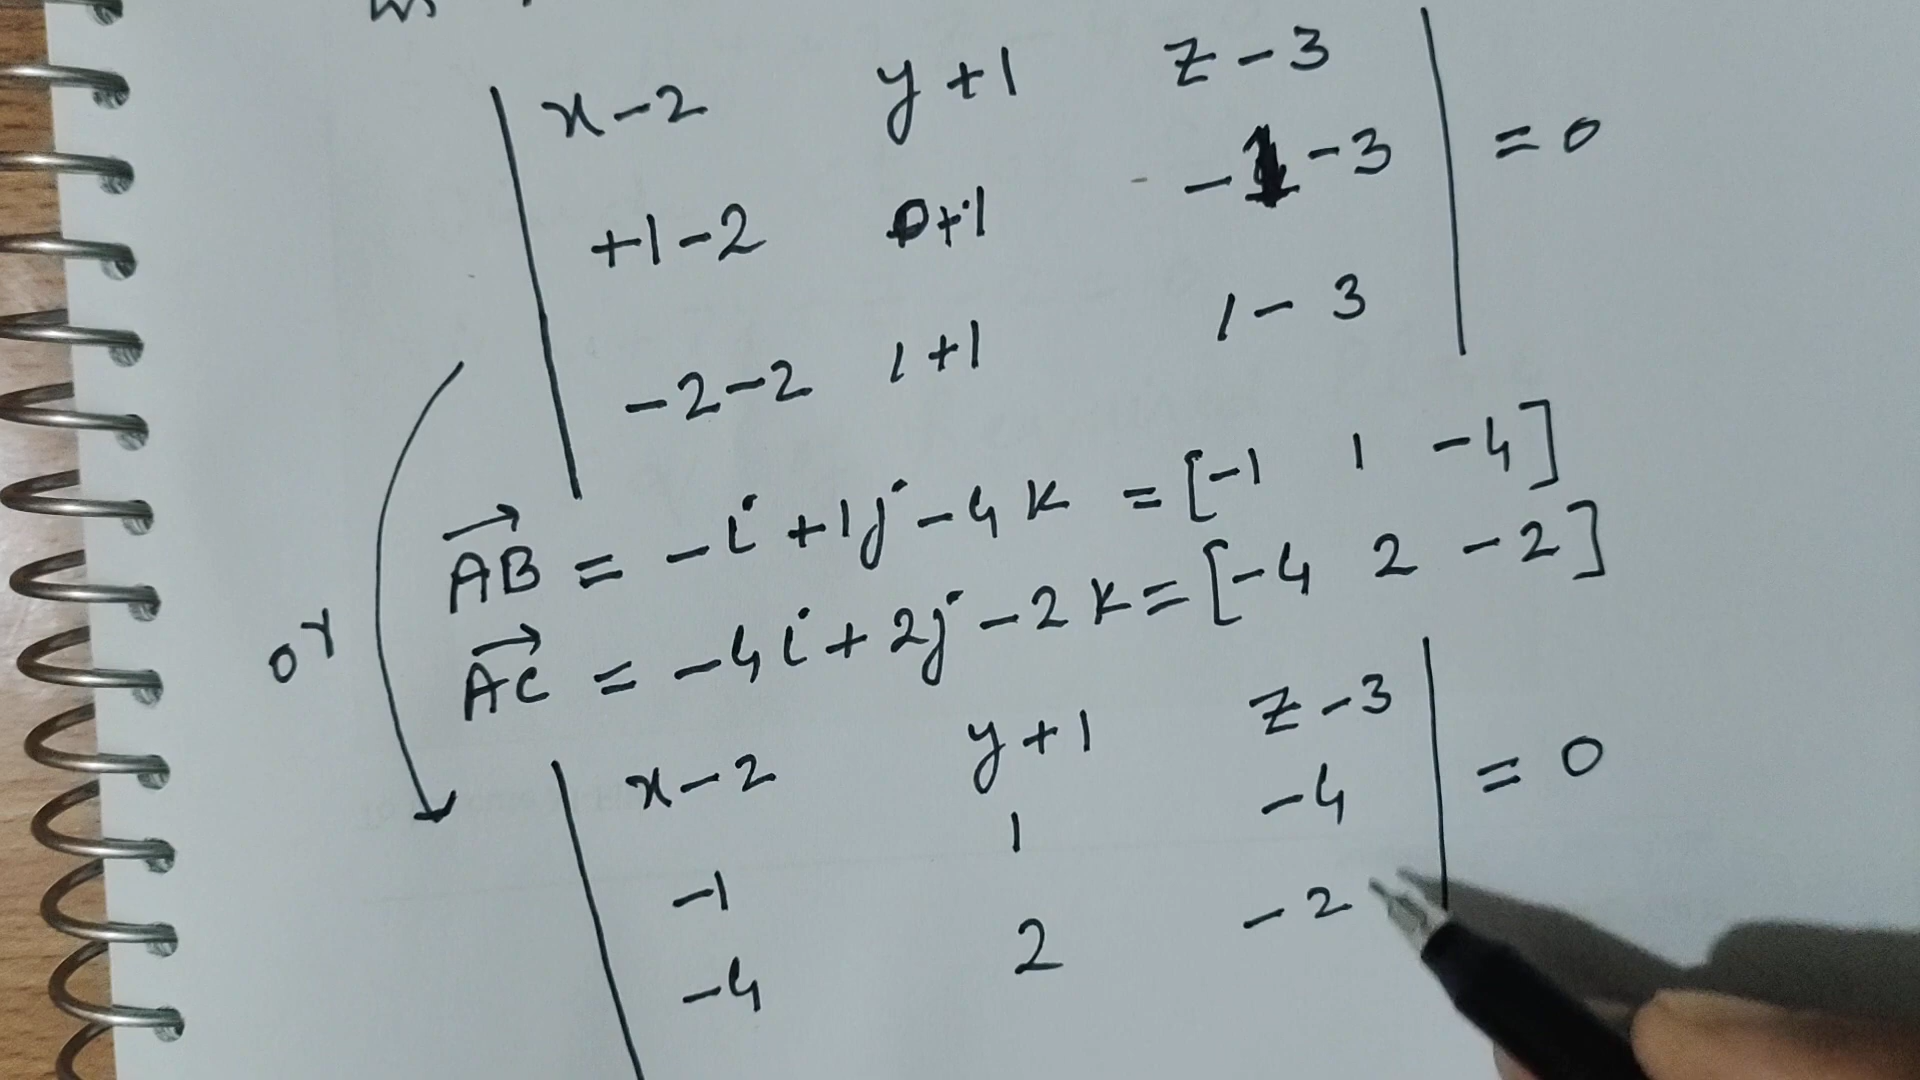 x-2 y+1 z-3
+1-2 0+1 -1-3 = 0
-2-2 1+1 1-3
AB = -i+1j-4k = [-1 1 -4]
AC = -4i+2j-2k = [-4 2 -2]
or
x-2 y+1 z-3
-1 1 -4 = 0
-4 2 -2